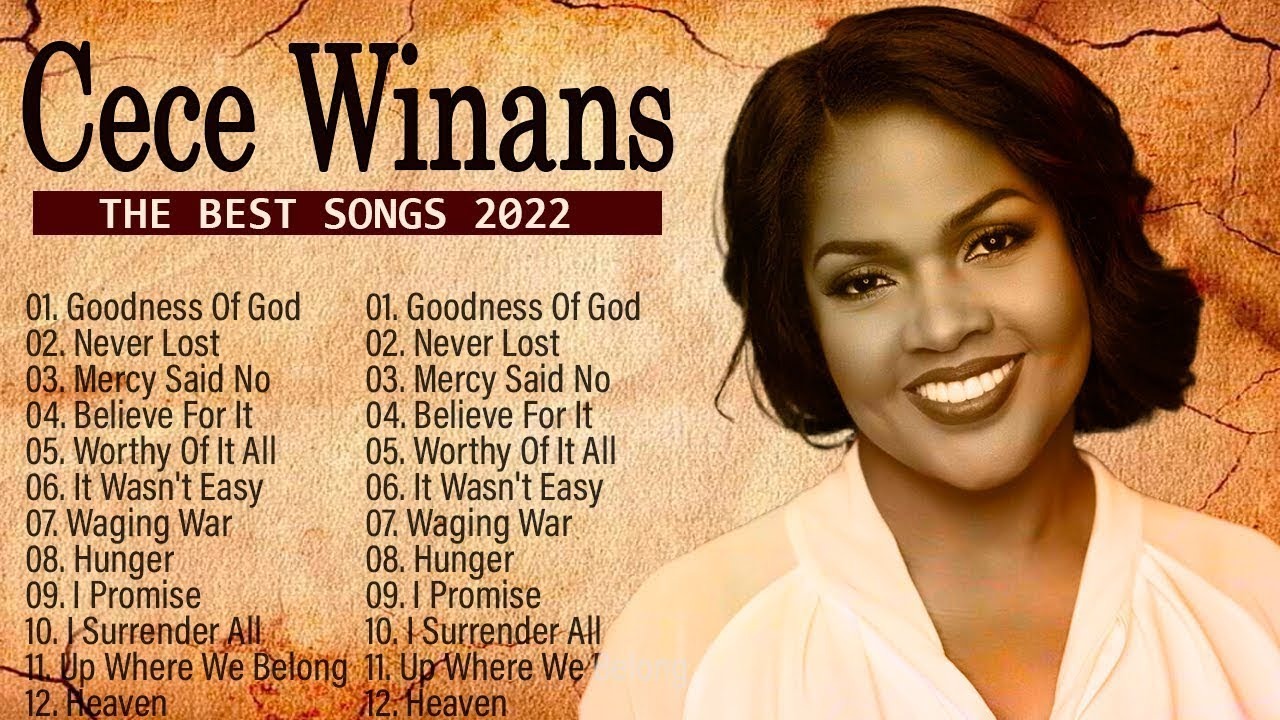 Cece Winans
THE BEST SONGS 2022
01. Goodness Of God
02. Never Lost
03. Mercy Said No
04. Believe For It
05. Worthy Of It All
06. It Wasn't Easy
07. Waging War
08. Hunger
09. I Promise
10. I Surrender All
11. Up Where We Belong
12. Heaven
01. Goodness Of God
02. Never Lost
03. Mercy Said No
04. Believe For It
05. Worthy Of It All
06. It Wasn't Easy
07. Waging War
08. Hunger
09. I Promise
10. I Surrender All
11. Up Where We Belong
12. Heaven